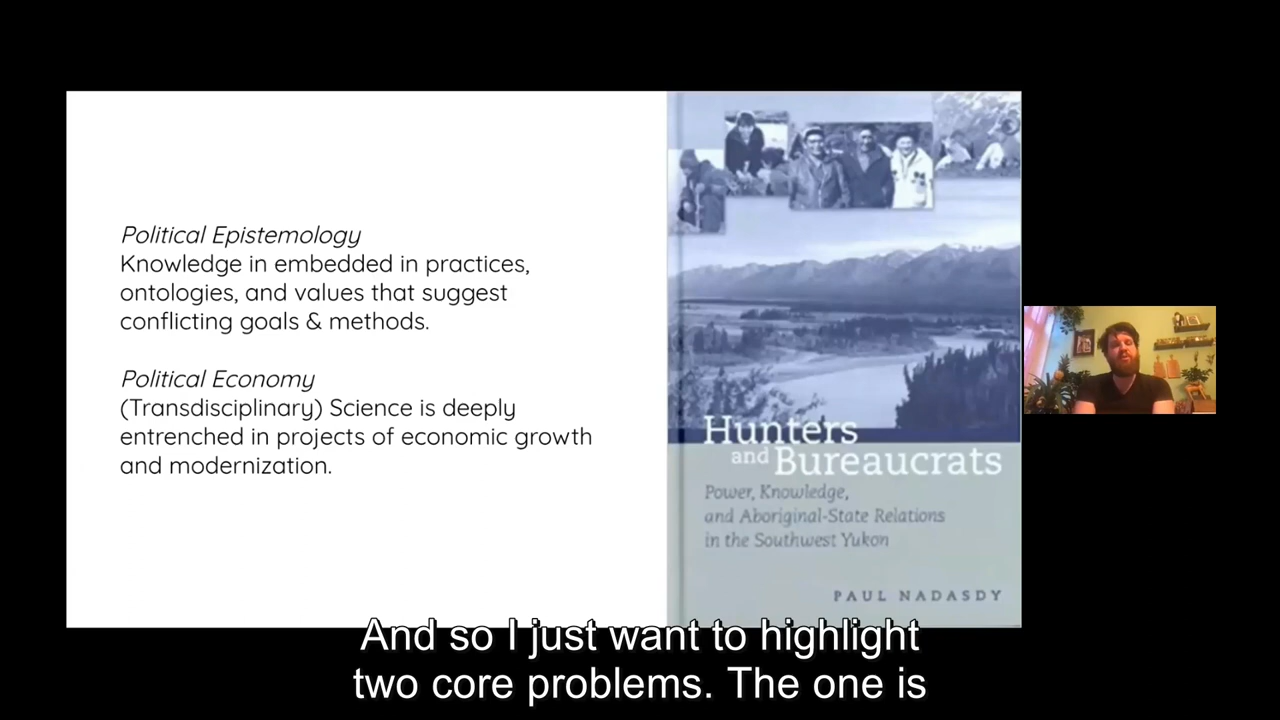 Political Epistemology
Knowledge in embedded in practices,
ontologies, and values that suggest
conflicting goals & methods.
Political Economy
(Transdisciplinary) Science is deeply
entrenched in projects of economic growth
and modernization.
Hunters
and Bureaucrats
Power, Knowledge,
and Aboriginal-State Relations
in the Southwest Yukon
PAUL NADASDY
And so I just want to highlight
two core problems. The one is